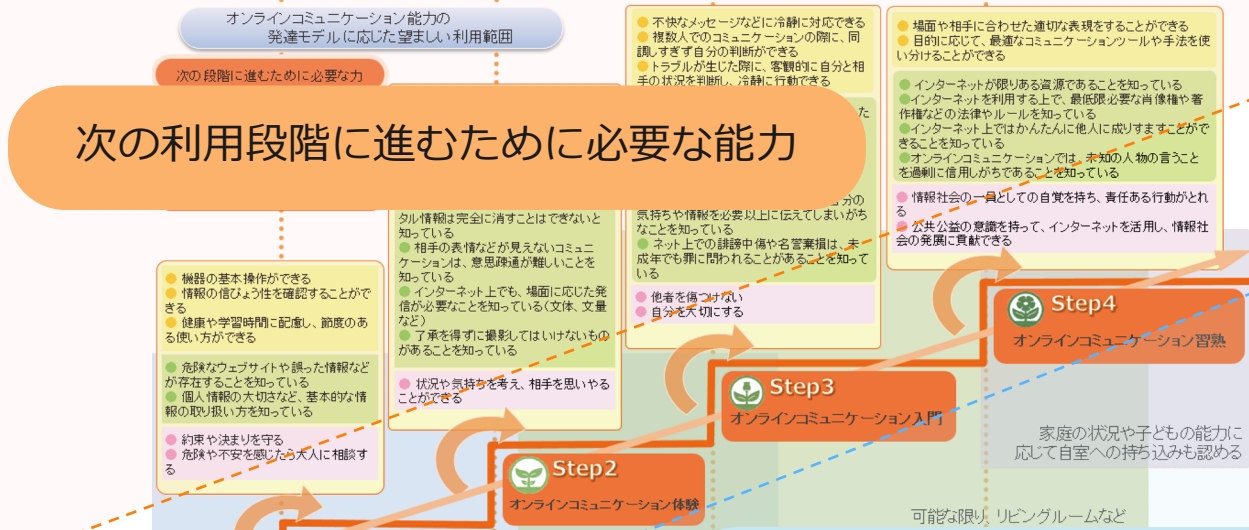 オンラインコミュニケーション能力の
発達モデルに応じた望ましい利用範囲
次の段階に進むために必要な力
次の利用段階に進むために必要な能力
● 機器の基本操作ができる
● 情報の信ぴょう性を確認することがで
きる
● 健康や学習時間に配慮し、節度のあ
る使い方ができる
● 危険なウェブサイトや誤った情報など
が存在することを知っている
● 個人情報の大切さなど、基本的な情
報の取り扱い方を知っている
● 約束や決まりを守る
● 危険や不安を感じたら大人に相談す
る
タル情報は完全に消すことはできないと
知っている
● 相手の表情などが見えないコミュニ
ケーションは、意思疎通が難しいことを
知っている
● インターネット上でも、場面に応じた発
信が必要なことを知っている(文体、文量
など)
● 了承を得ずに撮影してはいけないもの
があることを知っている
● 状況や気持ちを考え、相手を思いやる
ことができる
● 不快なメッセージなどに冷静に対応できる
● 複数人でのコミュニケーションの際に、同
調しすぎず自分の判断ができる
● トラブルが生じた際に、客観的に自分と相
手の状況を判断し、冷静に行動できる
た
分の
気持ちや情報を必要以上に伝えてしまいがち
なことを知っている
● ネット上での誹謗中傷や名誉棄損は、未
成年でも罪に問われることがあることを知って
いる
● 他者を傷つけない
● 自分を大切にする
● 場面や相手に合わせた適切な表現をすることができる
● 目的に応じて、最適なコミュニケーションツールや手法を使
い分けることができる
● インターネットが限りある資源であることを知っている
●インターネットを利用する上で、最低限必要な肖像権や著
作権などの法律やルールを知っている
●インターネット上ではかんたんに他人に成りすますことがで
きることを知っている
●オンラインコミュニケーションでは、未知の人物の言うこと
を過剰に信用しがちであることを知っている
● 情報社会の一員としての自覚を持ち、責任ある行動がとれ
る
● 公共公益の意識を持って、インターネットを活用し、情報社
会の発展に貢献できる
Step4
オンラインコミュニケーション習熟
Step3
オンラインコミュニケーション入門
Step2
オンラインコミュニケーション体験
家庭の状況や子どもの能力に
応じて自室への持ち込みも認める
可能な限り、リビングルームなど